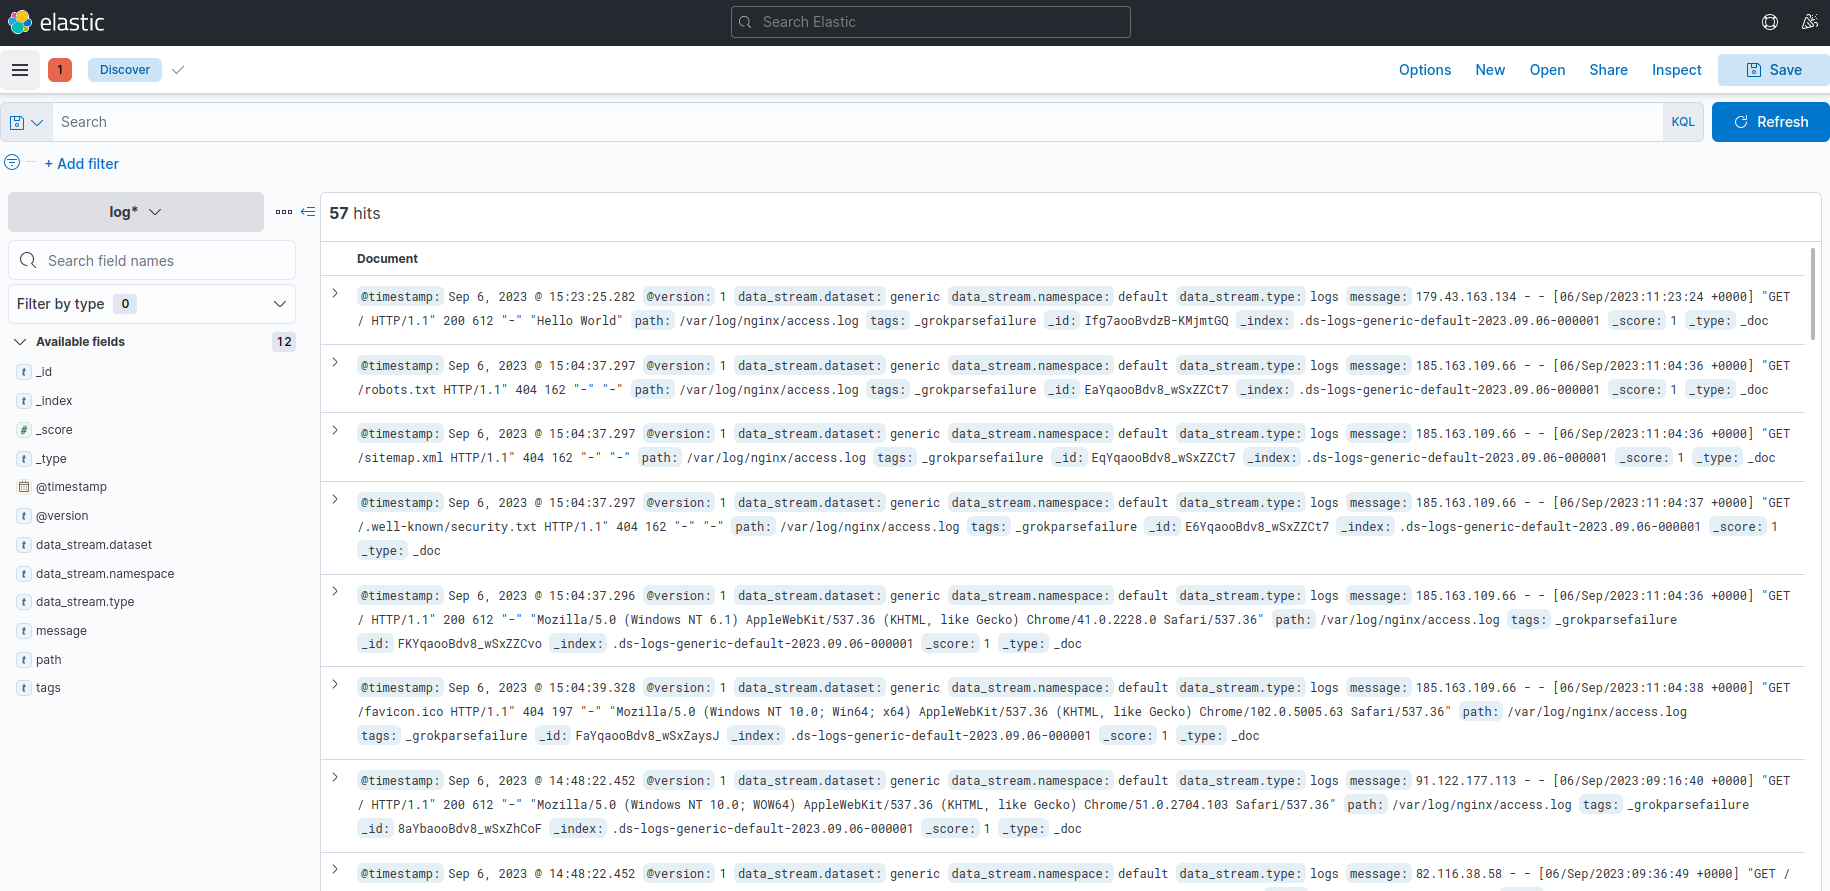 elastic
Search Elastic
1
Discover
Options
New
Open
Share
Inspect
Save
Search
KQL
Refresh
+ Add filter
log*
57 hits
Search field names
Filter by type 0
Available fields 12
t _id
t _index
# _score
t _type
@timestamp
t @version
t data_stream.dataset
t data_stream.namespace
t data_stream.type
t message
t path
t tags
Document
@timestamp: Sep 6, 2023 @ 15:23:25.282 @version: 1 data_stream.dataset: generic data_stream.namespace: default data_stream.type: logs message: 179.43.163.134 - - [06/Sep/2023:11:23:24 +0000] "GET
/ HTTP/1.1" 200 612 "-" "Hello World" path: /var/log/nginx/access.log tags: _grokparsefailure _id: Ifg7aooBvdzB-KMjmtGQ _index: .ds-logs-generic-default-2023.09.06-000001 _score: 1 _type: _doc
@timestamp: Sep 6, 2023 @ 15:04:37.297 @version: 1 data_stream.dataset: generic data_stream.namespace: default data_stream.type: logs message: 185.163.109.66 - - [06/Sep/2023:11:04:36 +0000] "GET
/robots.txt HTTP/1.1" 404 162 "-" "-" path: /var/log/nginx/access.log tags: _grokparsefailure _id: EaYqaooBdv8_wSxZZCt7 _index: .ds-logs-generic-default-2023.09.06-000001 _score: 1 _type: _doc
@timestamp: Sep 6, 2023 @ 15:04:37.297 @version: 1 data_stream.dataset: generic data_stream.namespace: default data_stream.type: logs message: 185.163.109.66 - - [06/Sep/2023:11:04:36 +0000] "GET
/sitemap.xml HTTP/1.1" 404 162 "-" "-" path: /var/log/nginx/access.log tags: _grokparsefailure _id: EqYqaooBdv8_wSxZZCt7 _index: .ds-logs-generic-default-2023.09.06-000001 _score: 1 _type: _doc
@timestamp: Sep 6, 2023 @ 15:04:37.297 @version: 1 data_stream.dataset: generic data_stream.namespace: default data_stream.type: logs message: 185.163.109.66 - - [06/Sep/2023:11:04:37 +0000] "GET
/.well-known/security.txt HTTP/1.1" 404 162 "-" "-" path: /var/log/nginx/access.log tags: _grokparsefailure _id: E6YqaooBdv8_wSxZZCt7 _index: .ds-logs-generic-default-2023.09.06-000001 _score: 1
_type: _doc
@timestamp: Sep 6, 2023 @ 15:04:37.296 @version: 1 data_stream.dataset: generic data_stream.namespace: default data_stream.type: logs message: 185.163.109.66 - - [06/Sep/2023:11:04:36 +0000] "GET
/ HTTP/1.1" 200 612 "-" "Mozilla/5.0 (Windows NT 6.1) AppleWebKit/537.36 (KHTML, like Gecko) Chrome/41.0.2228.0 Safari/537.36" path: /var/log/nginx/access.log tags: _grokparsefailure
_id: FKYqaooBdv8_wSxZZCvo _index: .ds-logs-generic-default-2023.09.06-000001 _score: 1 _type: _doc
@timestamp: Sep 6, 2023 @ 15:04:39.328 @version: 1 data_stream.dataset: generic data_stream.namespace: default data_stream.type: logs message: 185.163.109.66 - - [06/Sep/2023:11:04:38 +0000] "GET
/favicon.ico HTTP/1.1" 404 197 "-" "Mozilla/5.0 (Windows NT 10.0; Win64; x64) AppleWebKit/537.36 (KHTML, like Gecko) Chrome/102.0.5005.63 Safari/537.36" path: /var/log/nginx/access.log
tags: _grokparsefailure _id: FaYqaooBdv8_wSxZaysJ _index: .ds-logs-generic-default-2023.09.06-000001 _score: 1 _type: _doc
@timestamp: Sep 6, 2023 @ 14:48:22.452 @version: 1 data_stream.dataset: generic data_stream.namespace: default data_stream.type: logs message: 91.122.177.113 - - [06/Sep/2023:09:16:40 +0000] "GET
/ HTTP/1.1" 200 612 "-" "Mozilla/5.0 (Windows NT 10.0; WOW64) AppleWebKit/537.36 (KHTML, like Gecko) Chrome/51.0.2704.103 Safari/537.36" path: /var/log/nginx/access.log tags: _grokparsefailure
_id: 8aYbaooBdv8_wSxZhCoF _index: .ds-logs-generic-default-2023.09.06-000001 _score: 1 _type: _doc
@timestamp: Sep 6, 2023 @ 14:48:22.452 @version: 1 data_stream.dataset: generic data_stream.namespace: default data_stream.type: logs message: 82.116.38.58 - - [06/Sep/2023:09:36:49 +0000] "GET /